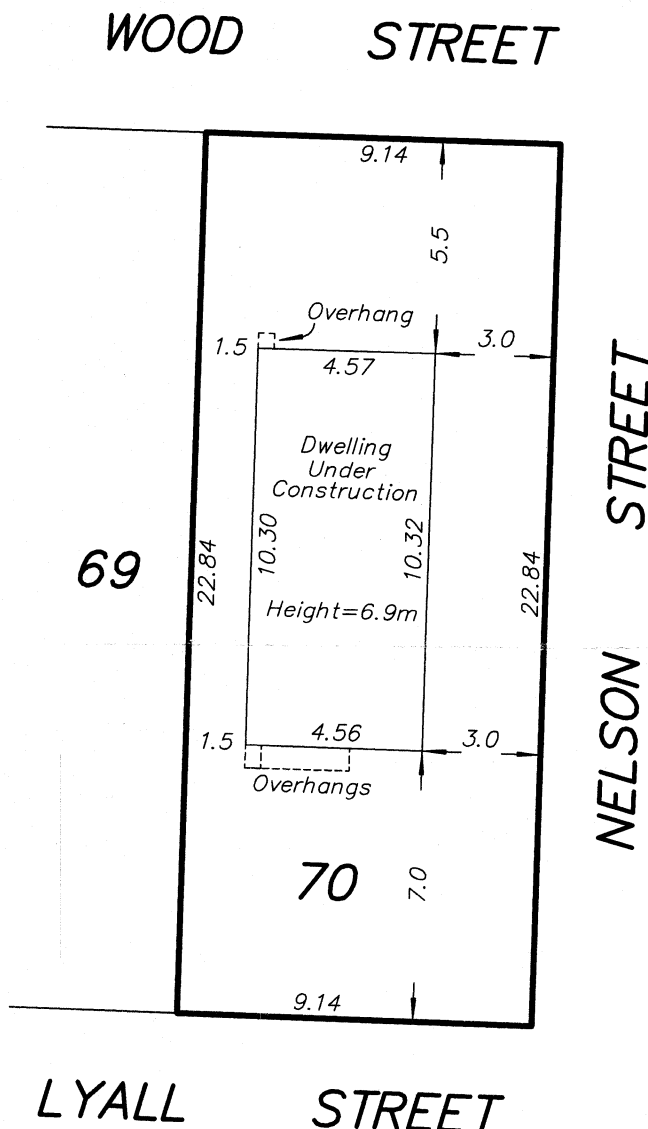 WOOD STREET
9.14
5.5
Overhang
1.5
3.0
4.57
Dwelling
Under
Construction
10.30
10.32
22.84
22.84
69
Height=6.9m
STREET
NELSON
1.5
4.56
3.0
Overhangs
70
7.0
9.14
LYALL STREET